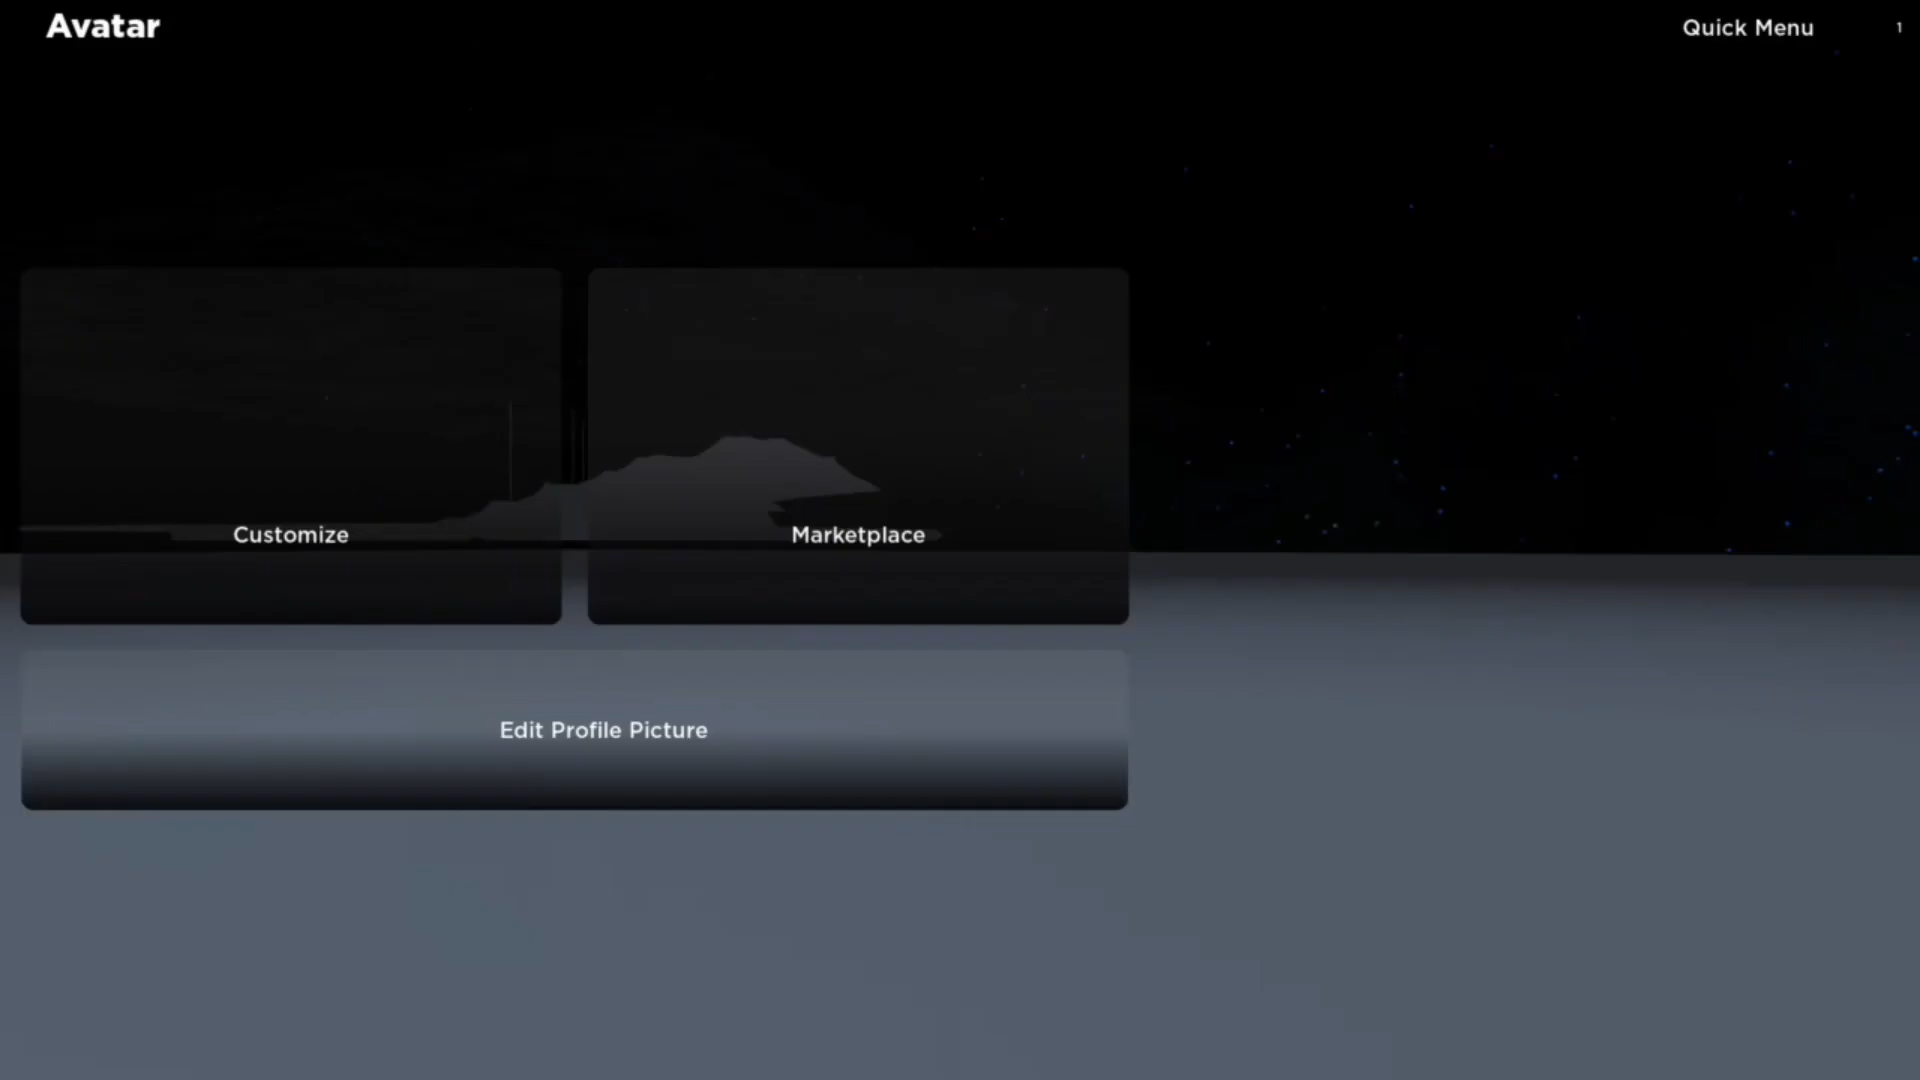 Avatar
Quick Menu
1
Customize
Marketplace
Edit Profile Picture